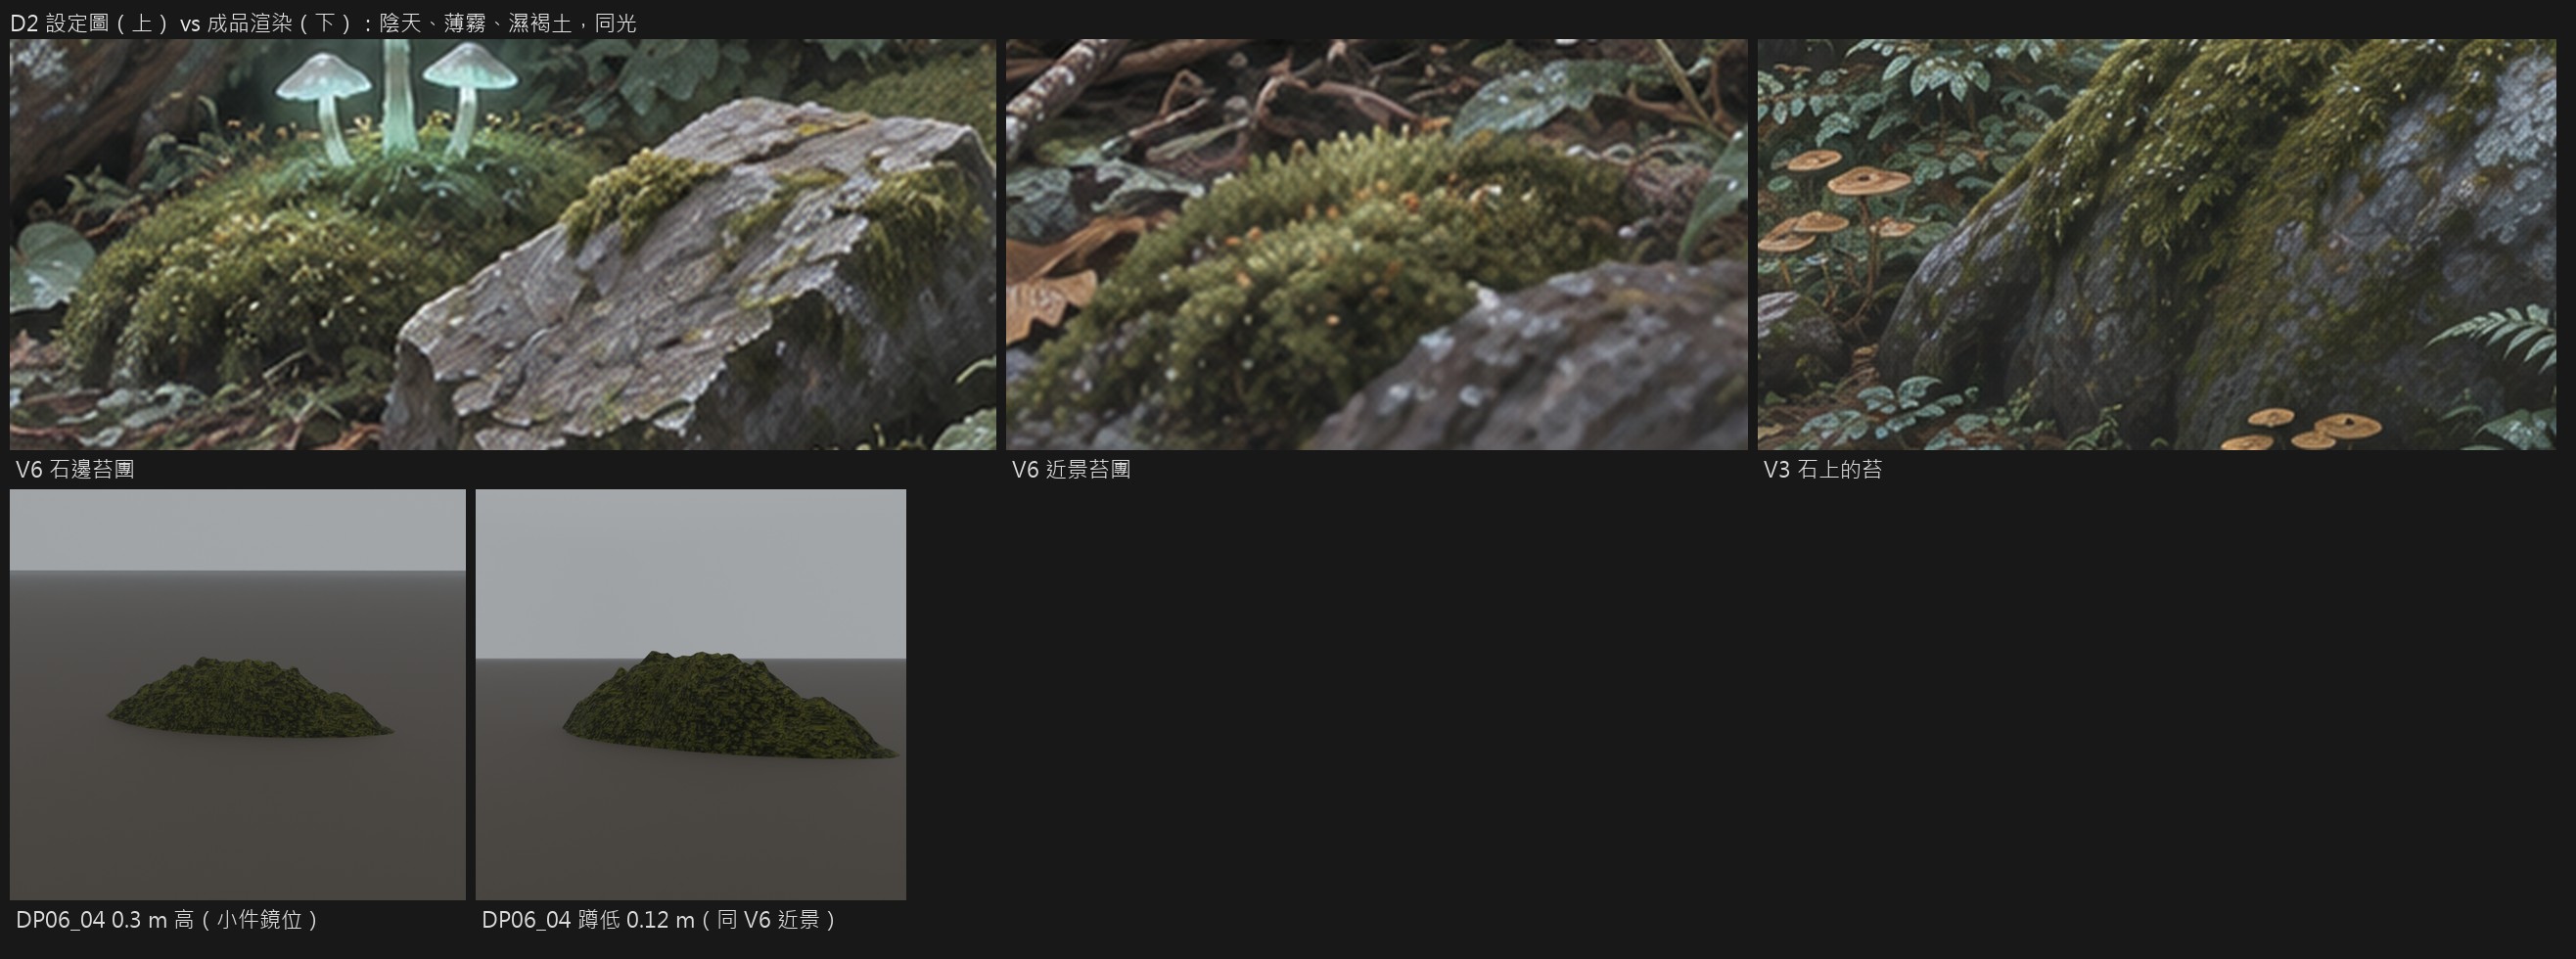 D2 設定圖（上） vs 成品渲染（下）：陰天、薄霧、濕褐土，同光
V6 石邊苔團
V6 近景苔團
V3 石上的苔
DP06_04 0.3 m 高（小件鏡位）
DP06_04 蹲低 0.12 m（同 V6 近景）